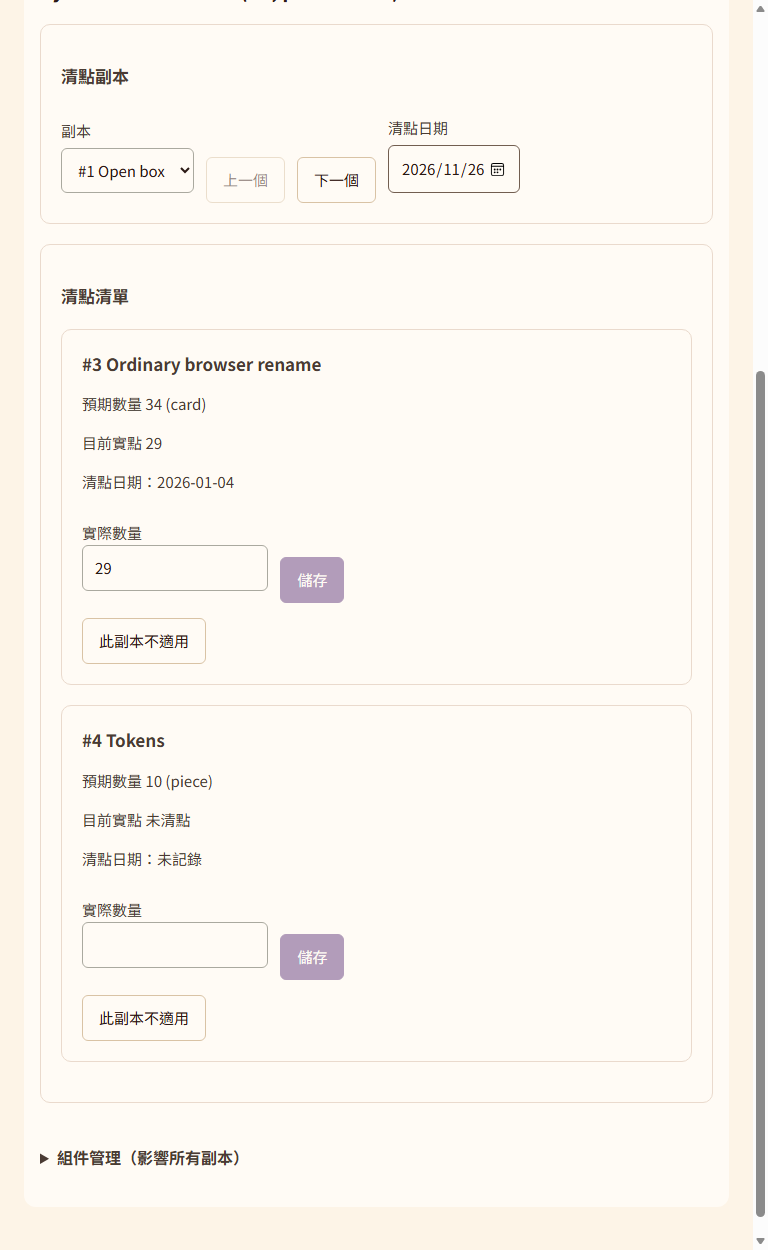 清點副本
副本
清點日期
#1 Open box
上一個
下一個
2026/11/26
清點清單
#3 Ordinary browser rename
預期數量 34 (card)
目前實點 29
清點日期：2026-01-04
實際數量
29
儲存
此副本不適用
#4 Tokens
預期數量 10 (piece)
目前實點 未清點
清點日期：未記錄
實際數量
儲存
此副本不適用
▶ 組件管理（影響所有副本）